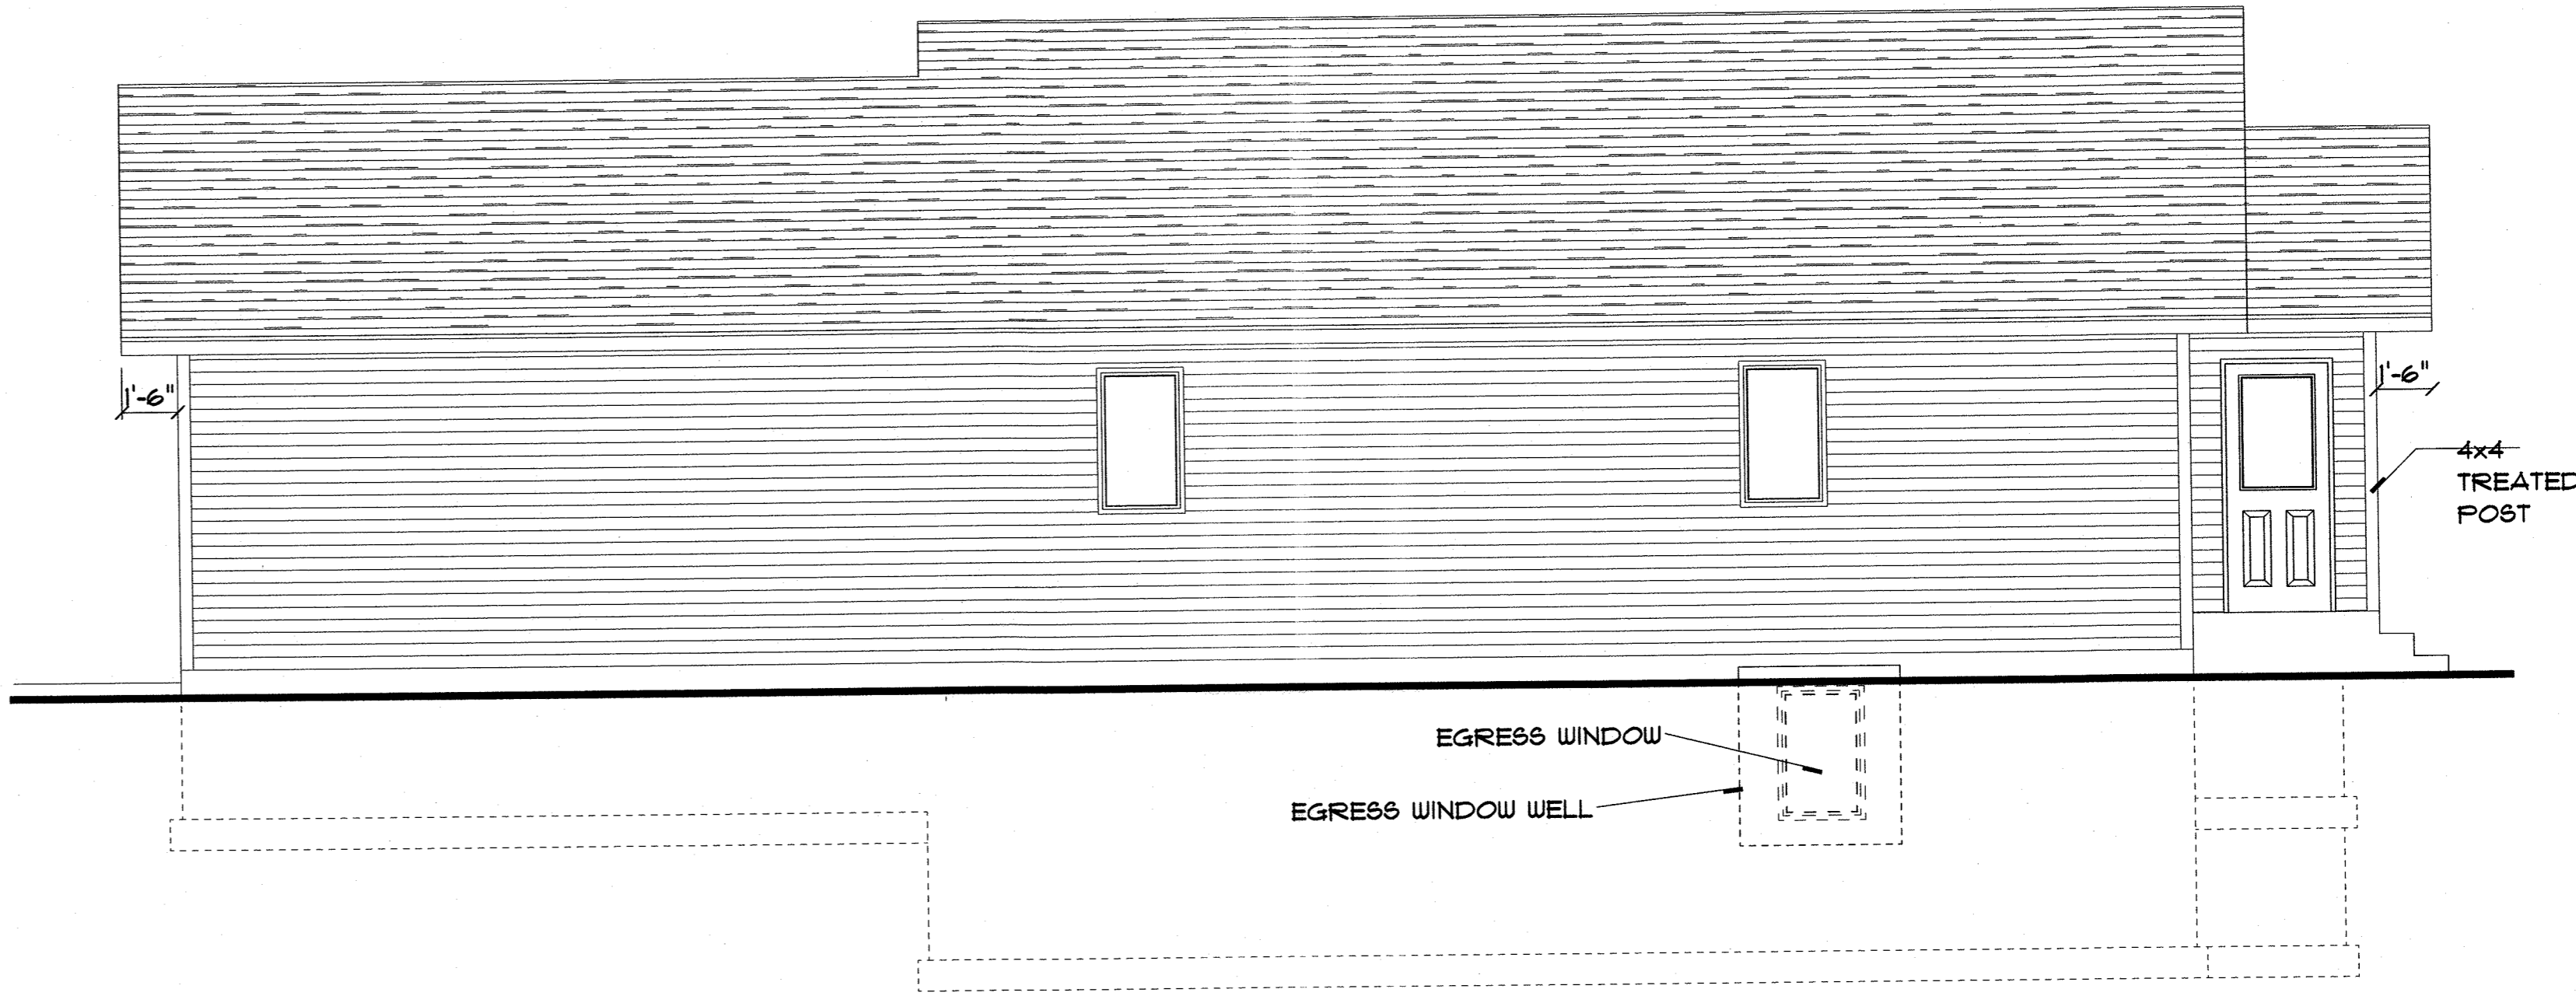 1'-6"
1'-6"
4x4
TREATED
POST
EGRESS WINDOW
EGRESS WINDOW WELL